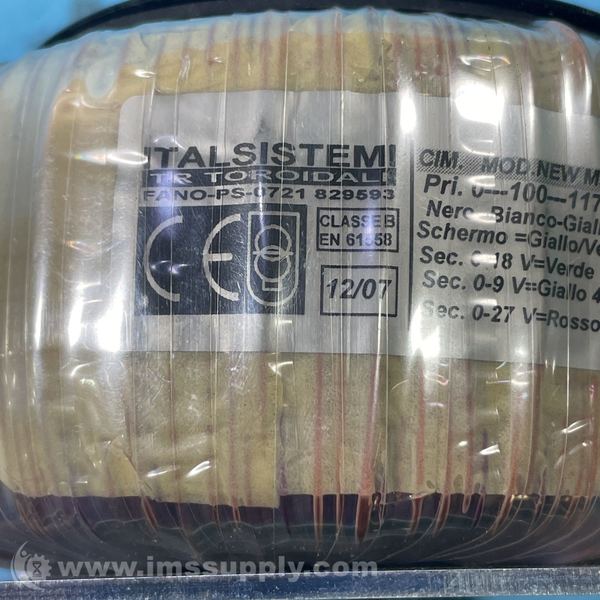 ITALSISTEMI
TR TOROIDALI
FANO-PS-0721 829593
CE
CLASSE B
EN 61558
12/07
CIM. MOD NEW M
Pri. 0---100---117
Nero Bianco-Giall
Schermo =Giallo/Ve
Sec. 0-18 V=Verde
Sec. 0-9 V=Giallo 4
Sec. 0-27 V=Rosso
www.imssupply.com